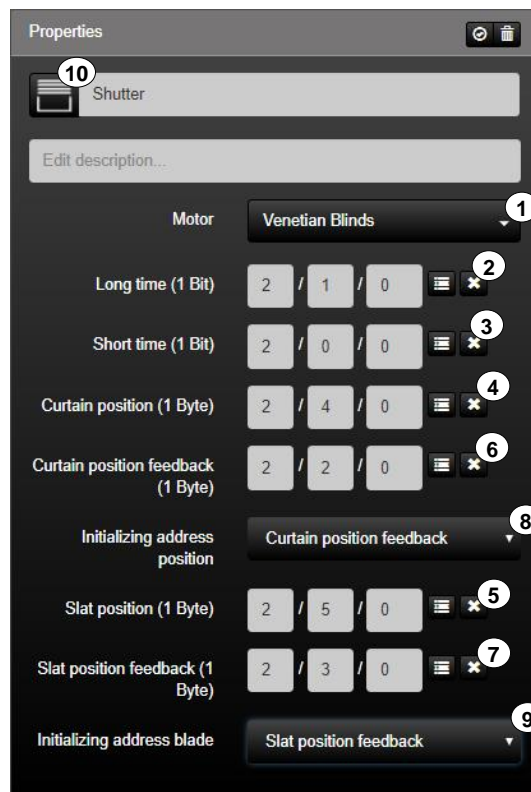 Properties
10
Shutter
Edit description...
Motor Venetian Blinds 1
Long time (1 Bit) 2 / 1 / 0 2
Short time (1 Bit) 2 / 0 / 0 3
Curtain position (1 Byte) 2 / 4 / 0 4
Curtain position feedback
(1 Byte) 2 / 2 / 0 6
Initializing address
position Curtain position feedback 8
Slat position (1 Byte) 2 / 5 / 0 5
Slat position feedback (1
Byte) 2 / 3 / 0 7
Initializing address blade Slat position feedback 9